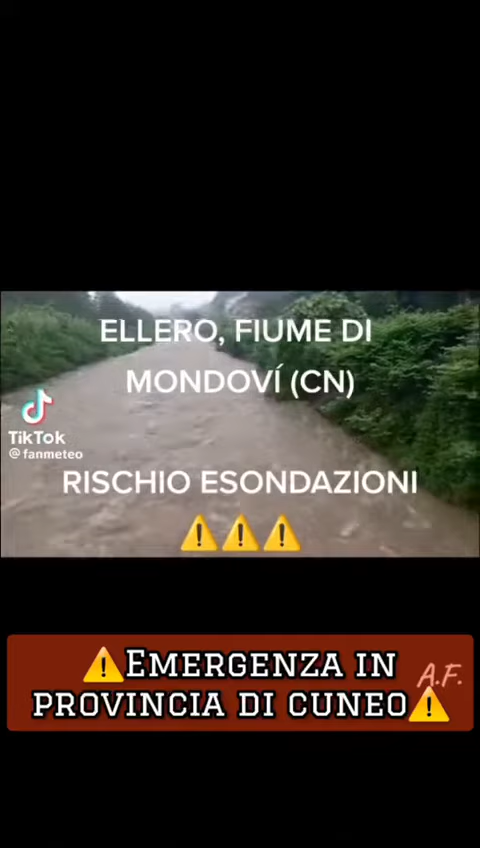 ELLERO, FIUME DI
MONDOVÍ (CN)
TikTok
@fanmeteo
RISCHIO ESONDAZIONI
⚠️⚠️⚠️
⚠️EMERGENZA IN
A.F.
PROVINCIA DI CUNEO⚠️